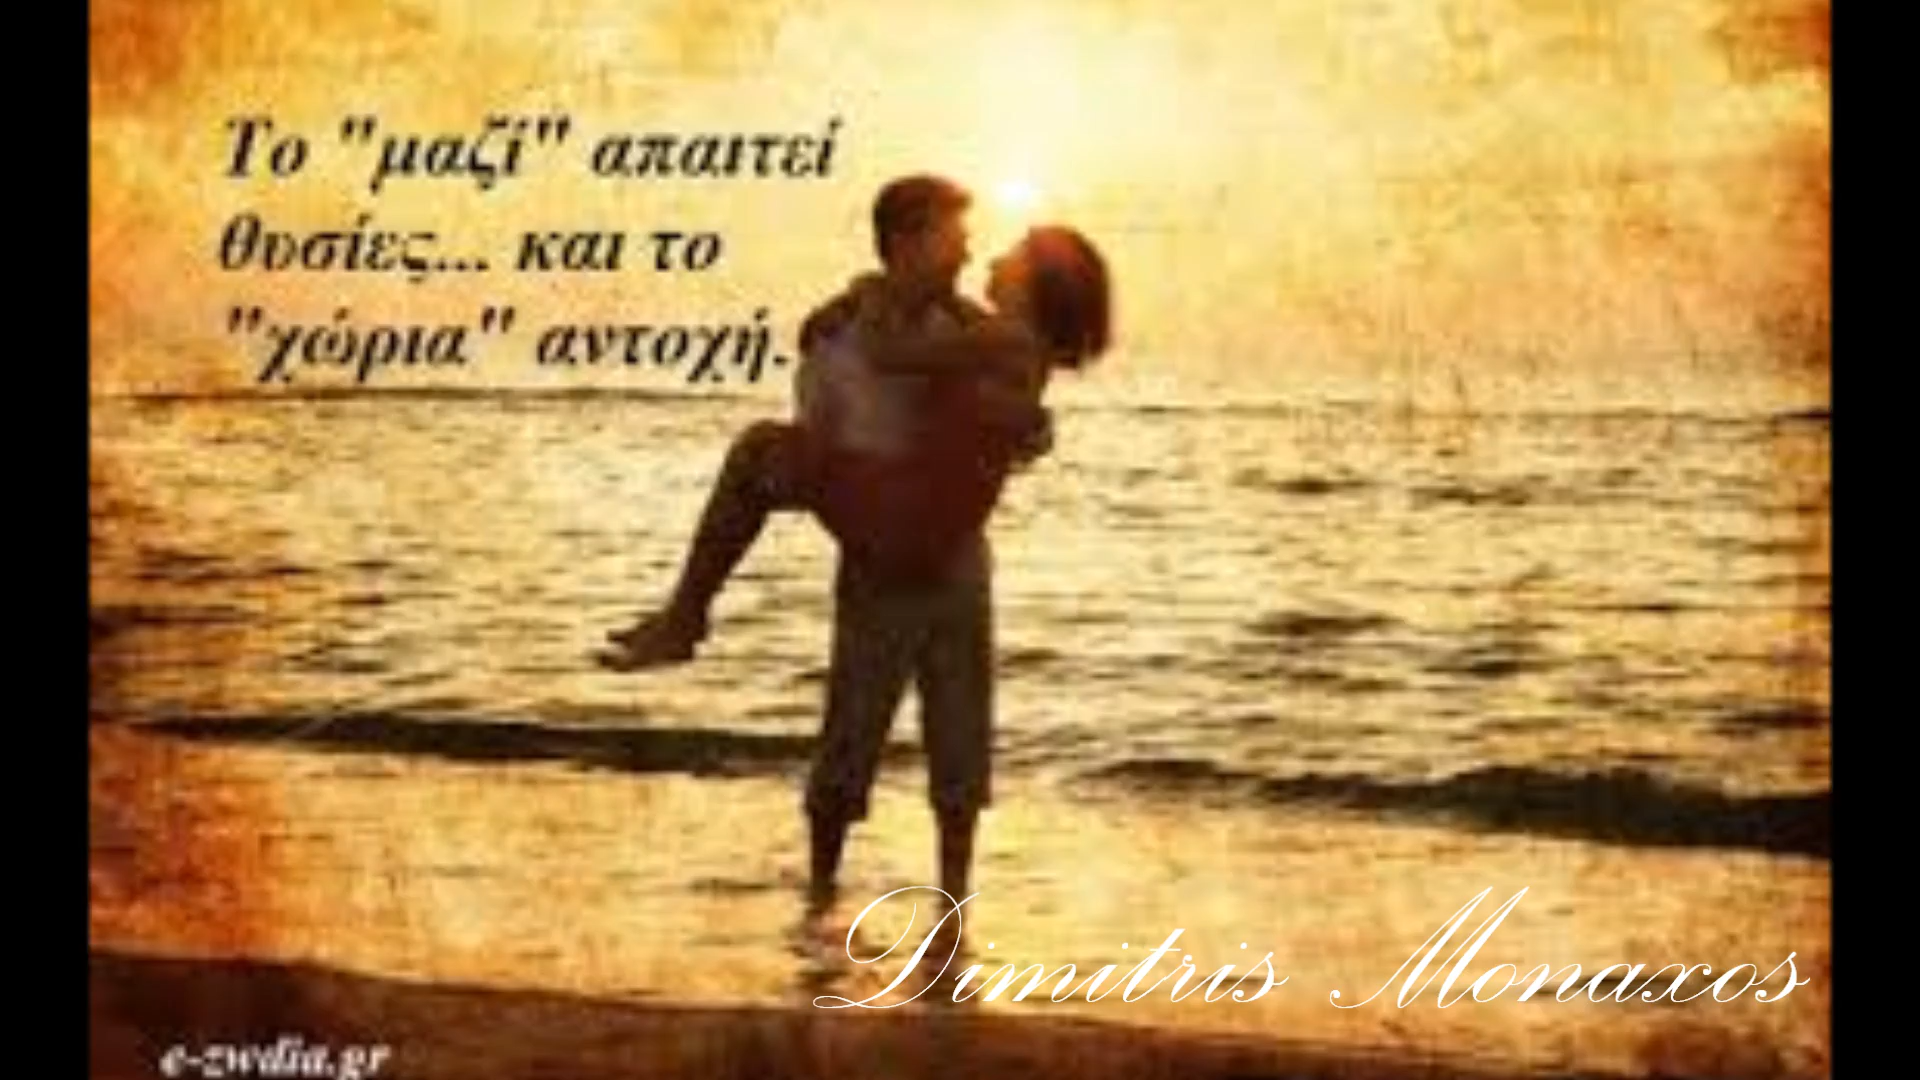 Το "μαζί" απαιτεί
θυσίες... και το
"χώρια" αντοχή.
Dimitris Monaxos
e-zwdia.gr